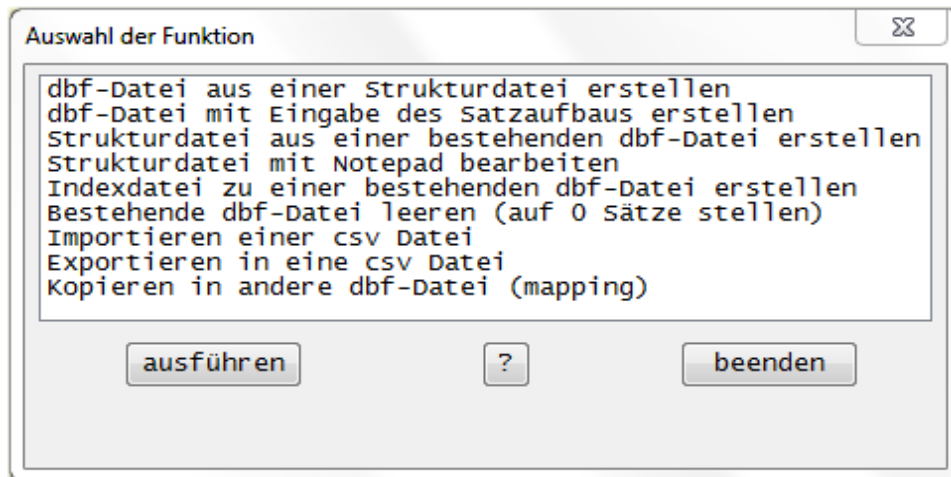 Auswahl der Funktion
dbf-Datei aus einer Strukturdatei erstellen
dbf-Datei mit Eingabe des Satzaufbaus erstellen
Strukturdatei aus einer bestehenden dbf-Datei erstellen
Strukturdatei mit Notepad bearbeiten
Indexdatei zu einer bestehenden dbf-Datei erstellen
Bestehende dbf-Datei leeren (auf 0 Sätze stellen)
Importieren einer csv Datei
Exportieren in eine csv Datei
Kopieren in andere dbf-Datei (mapping)
ausführen ? beenden